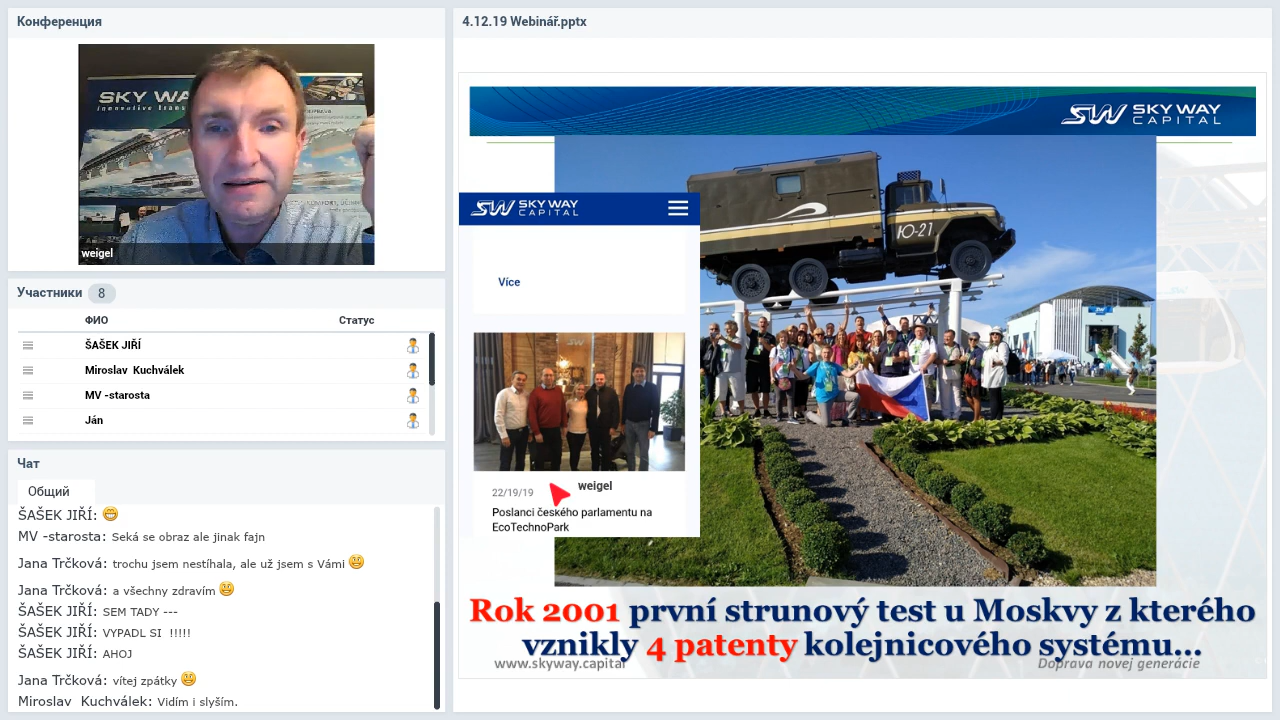 Конференция
SKY WA
weigel
Участники 8
ФИО Статус
ŠAŠEK JIŘÍ
Miroslav Kuchválek
MV -starosta
Ján
Чат
Общий
ŠAŠEK JIŘÍ:
MV -starosta: Seká se obraz ale jinak fajn
Jana Trčková: trochu jsem nestíhala, ale už jsem s Vámi
Jana Trčková: a všechny zdravím
ŠAŠEK JIŘÍ: SEM TADY ---
ŠAŠEK JIŘÍ: VYPADL SI !!!!!
ŠAŠEK JIŘÍ: AHOJ
Jana Trčková: vítej zpátky
Miroslav Kuchválek: Vidím i slyším.
4.12.19 Webinář.pptx
SW SKY WAY
CAPITAL
SW SKY WAY
CAPITAL
Více
Ю-21
22/19/19
weigel
Poslanci českého parlamentu na
EcoTechnoPark
Rok 2001 první strunový test u Moskvy z kterého
vznikly 4 patenty kolejnicového systému...
www.skyway.capital
Doprava novej generácie